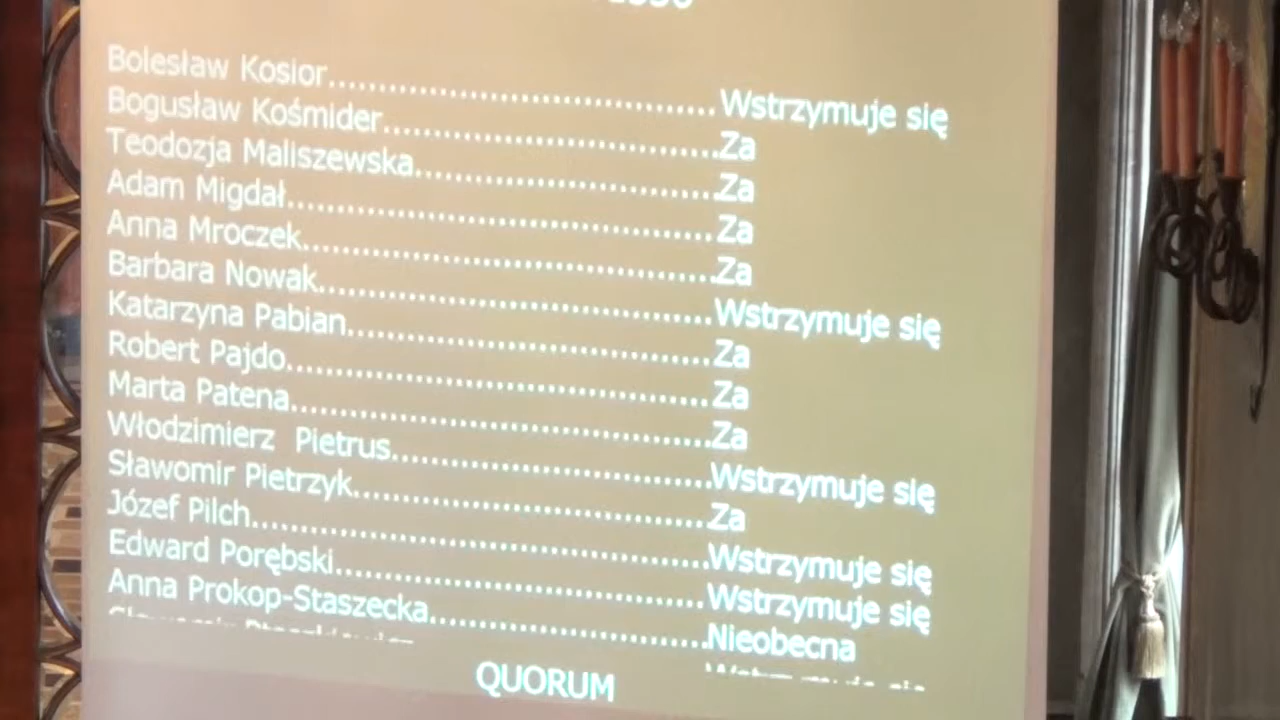 Bolesław Kosior.......................................Wstrzymuje się
Bogusław Kośmider..................................Za
Teodozja Maliszewska..............................Za
Adam Migdał...........................................Za
Anna Mroczek.........................................Za
Barbara Nowak.......................................Wstrzymuje się
Katarzyna Pabian....................................Za
Robert Pajdo..........................................Za
Marta Patena..........................................Za
Włodzimierz  Pietrus................................Wstrzymuje się
Sławomir Pietrzyk...................................Za
Józef Pilch.............................................Wstrzymuje się
Edward Porębski.....................................Wstrzymuje się
Anna Prokop-Staszecka............................Nieobecna
QUORUM